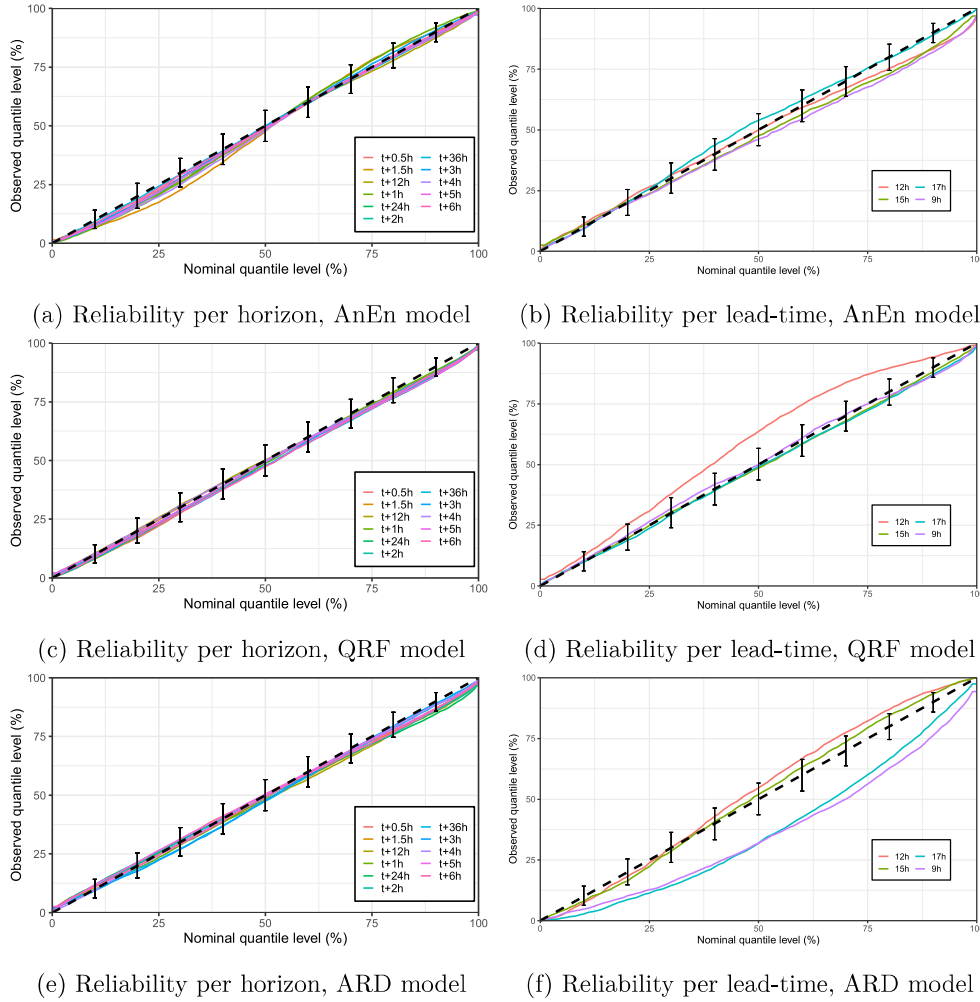 100
75
50
25
0
0 25 50 75 100
Observed quantile level (%)
Nominal quantile level (%)
t+0.5h t+36h
t+1.5h t+3h
t+12h t+4h
t+1h t+5h
t+24h t+6h
t+2h
(a) Reliability per horizon, AnEn model
100
75
50
25
0
0 25 50 75 100
Observed quantile level (%)
Nominal quantile level (%)
12h 17h
15h 9h
(b) Reliability per lead-time, AnEn model
100
75
50
25
0
0 25 50 75 100
Observed quantile level (%)
Nominal quantile level (%)
t+0.5h t+36h
t+1.5h t+3h
t+12h t+4h
t+1h t+5h
t+24h t+6h
t+2h
(c) Reliability per horizon, QRF model
100
75
50
25
0
0 25 50 75 100
Observed quantile level (%)
Nominal quantile level (%)
12h 17h
15h 9h
(d) Reliability per lead-time, QRF model
100
75
50
25
0
0 25 50 75 100
Observed quantile level (%)
Nominal quantile level (%)
t+0.5h t+36h
t+1.5h t+3h
t+12h t+4h
t+1h t+5h
t+24h t+6h
t+2h
(e) Reliability per horizon, ARD model
100
75
50
25
0
0 25 50 75 100
Observed quantile level (%)
Nominal quantile level (%)
12h 17h
15h 9h
(f) Reliability per lead-time, ARD model